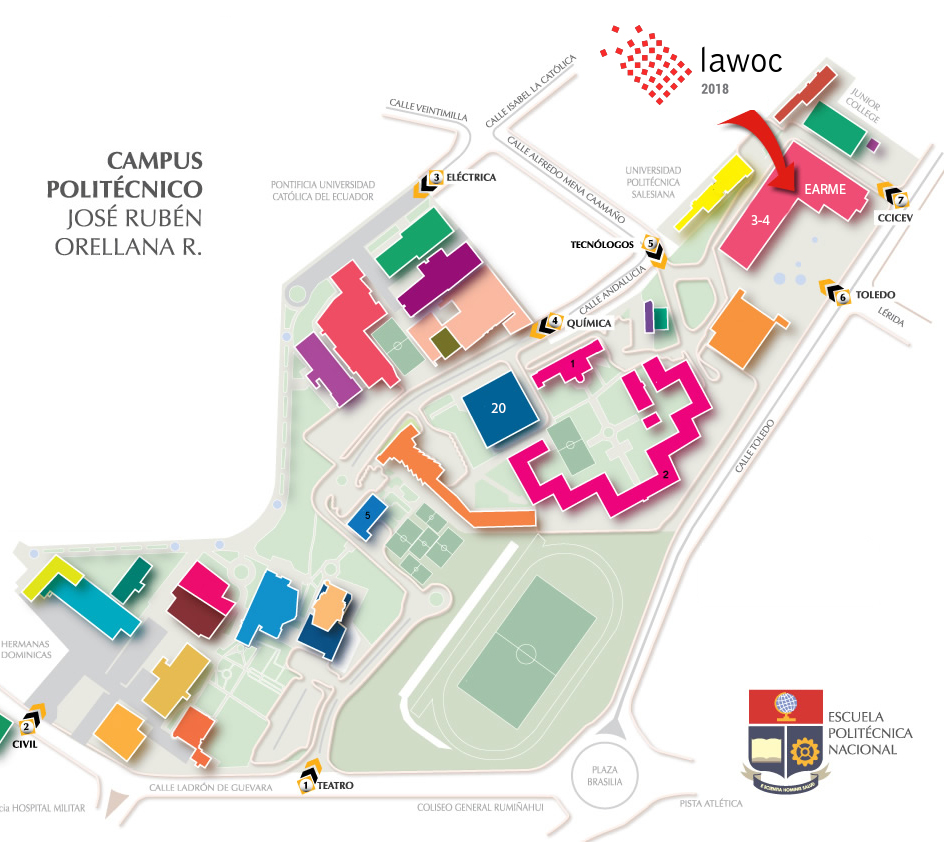 lawoc
2018
CALLE ISABEL LA CATÓLICA
CALLE VEINTIMILLA
JUNIOR
COLLEGE
CAMPUS
POLITÉCNICO
JOSÉ RUBÉN
ORELLANA R.
CALLE ALFREDO MENA CAAMAÑO
PONTIFICIA UNIVERSIDAD
CATÓLICA DEL ECUADOR
3
ELÉCTRICA
UNIVERSIDAD
POLITÉCNICA
SALESIANA
EARME
3-4
7
CCICEV
TECNÓLOGOS
5
CALLE ANDALUCÍA
6
TOLEDO
LÉRIDA
4
QUÍMICA
1
20
2
CALLE TOLEDO
5
HERMANAS
DOMINICAS
2
CIVIL
1
TEATRO
CALLE LADRÓN DE GUEVARA
cia HOSPITAL MILITAR
COLISEO GENERAL RUMIÑAHUI
PLAZA
BRASILIA
PISTA ATLÉTICA
ESCUELA
POLITÉCNICA
NACIONAL
E SCIENTIA HOMINIS SALUS